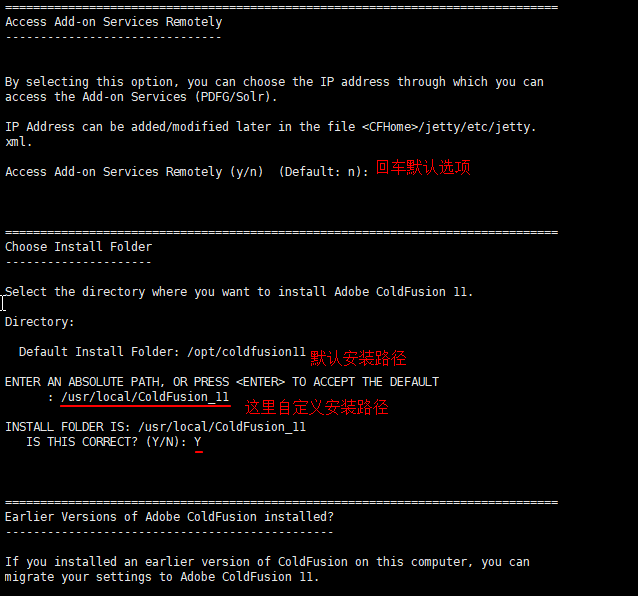 ===============================================================================
Access Add-on Services Remotely
-------------------------------
By selecting this option, you can choose the IP address through which you can
access the Add-on Services (PDFG/Solr).
IP Address can be added/modified later in the file <CFHome>/jetty/etc/jetty.
xml.
Access Add-on Services Remotely (y/n)  (Default: n): 回车默认选项
===============================================================================
Choose Install Folder
---------------------
Select the directory where you want to install Adobe ColdFusion 11.
Directory:
Default Install Folder: /opt/coldfusion11 默认安装路径
ENTER AN ABSOLUTE PATH, OR PRESS <ENTER> TO ACCEPT THE DEFAULT
: /usr/local/ColdFusion_11 这里自定义安装路径
INSTALL FOLDER IS: /usr/local/ColdFusion_11
IS THIS CORRECT? (Y/N): Y
===============================================================================
Earlier Versions of Adobe ColdFusion installed?
-----------------------------------------------
If you installed an earlier version of ColdFusion on this computer, you can
migrate your settings to Adobe ColdFusion 11.